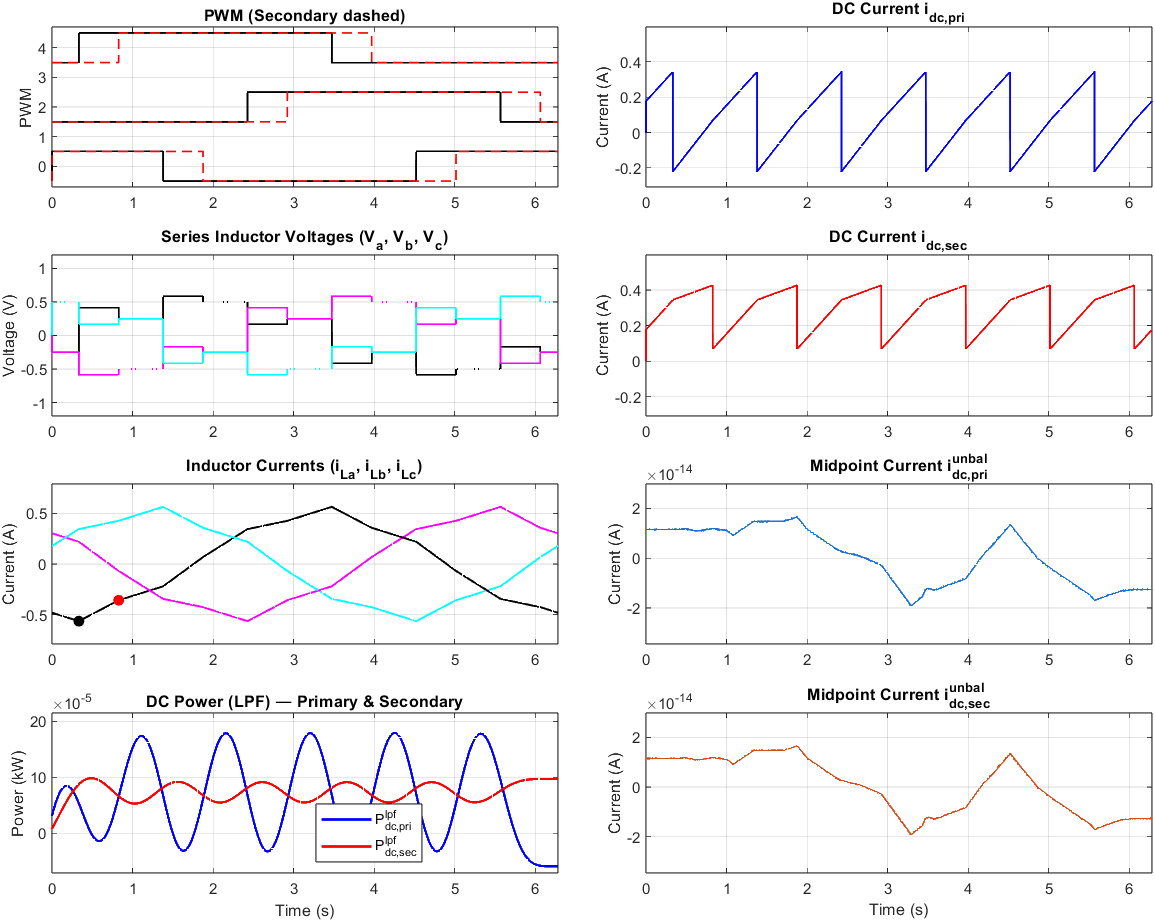 PWM (Secondary dashed)
PWM
4
3
2
1
0
0 1 2 3 4 5 6
DC Current i_dc,pri
Current (A)
0.4
0.2
0
-0.2
0 1 2 3 4 5 6
Series Inductor Voltages (V_a, V_b, V_c)
Voltage (V)
1
0.5
0
-0.5
-1
0 1 2 3 4 5 6
DC Current i_dc,sec
Current (A)
0.4
0.2
0
-0.2
0 1 2 3 4 5 6
Inductor Currents (i_La, i_Lb, i_Lc)
Current (A)
0.5
0
-0.5
0 1 2 3 4 5 6
Midpoint Current i^unbal_dc,pri
×10^-14
Current (A)
2
0
-2
0 1 2 3 4 5 6
DC Power (LPF) — Primary & Secondary
×10^-5
Power (kW)
20
10
0
P^lpf_dc,pri
P^lpf_dc,sec
0 1 2 3 4 5 6
Time (s)
Midpoint Current i^unbal_dc,sec
×10^-14
Current (A)
2
0
-2
0 1 2 3 4 5 6
Time (s)